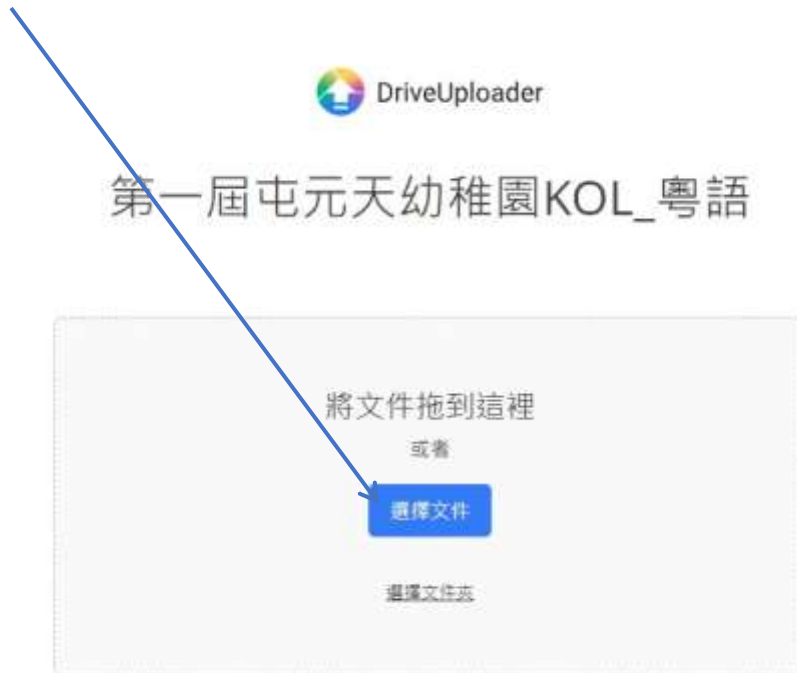 DriveUploader
第一屆屯元天幼稚園KOL_粵語
將文件拖到這裡
或者
選擇文件
選擇文件夾